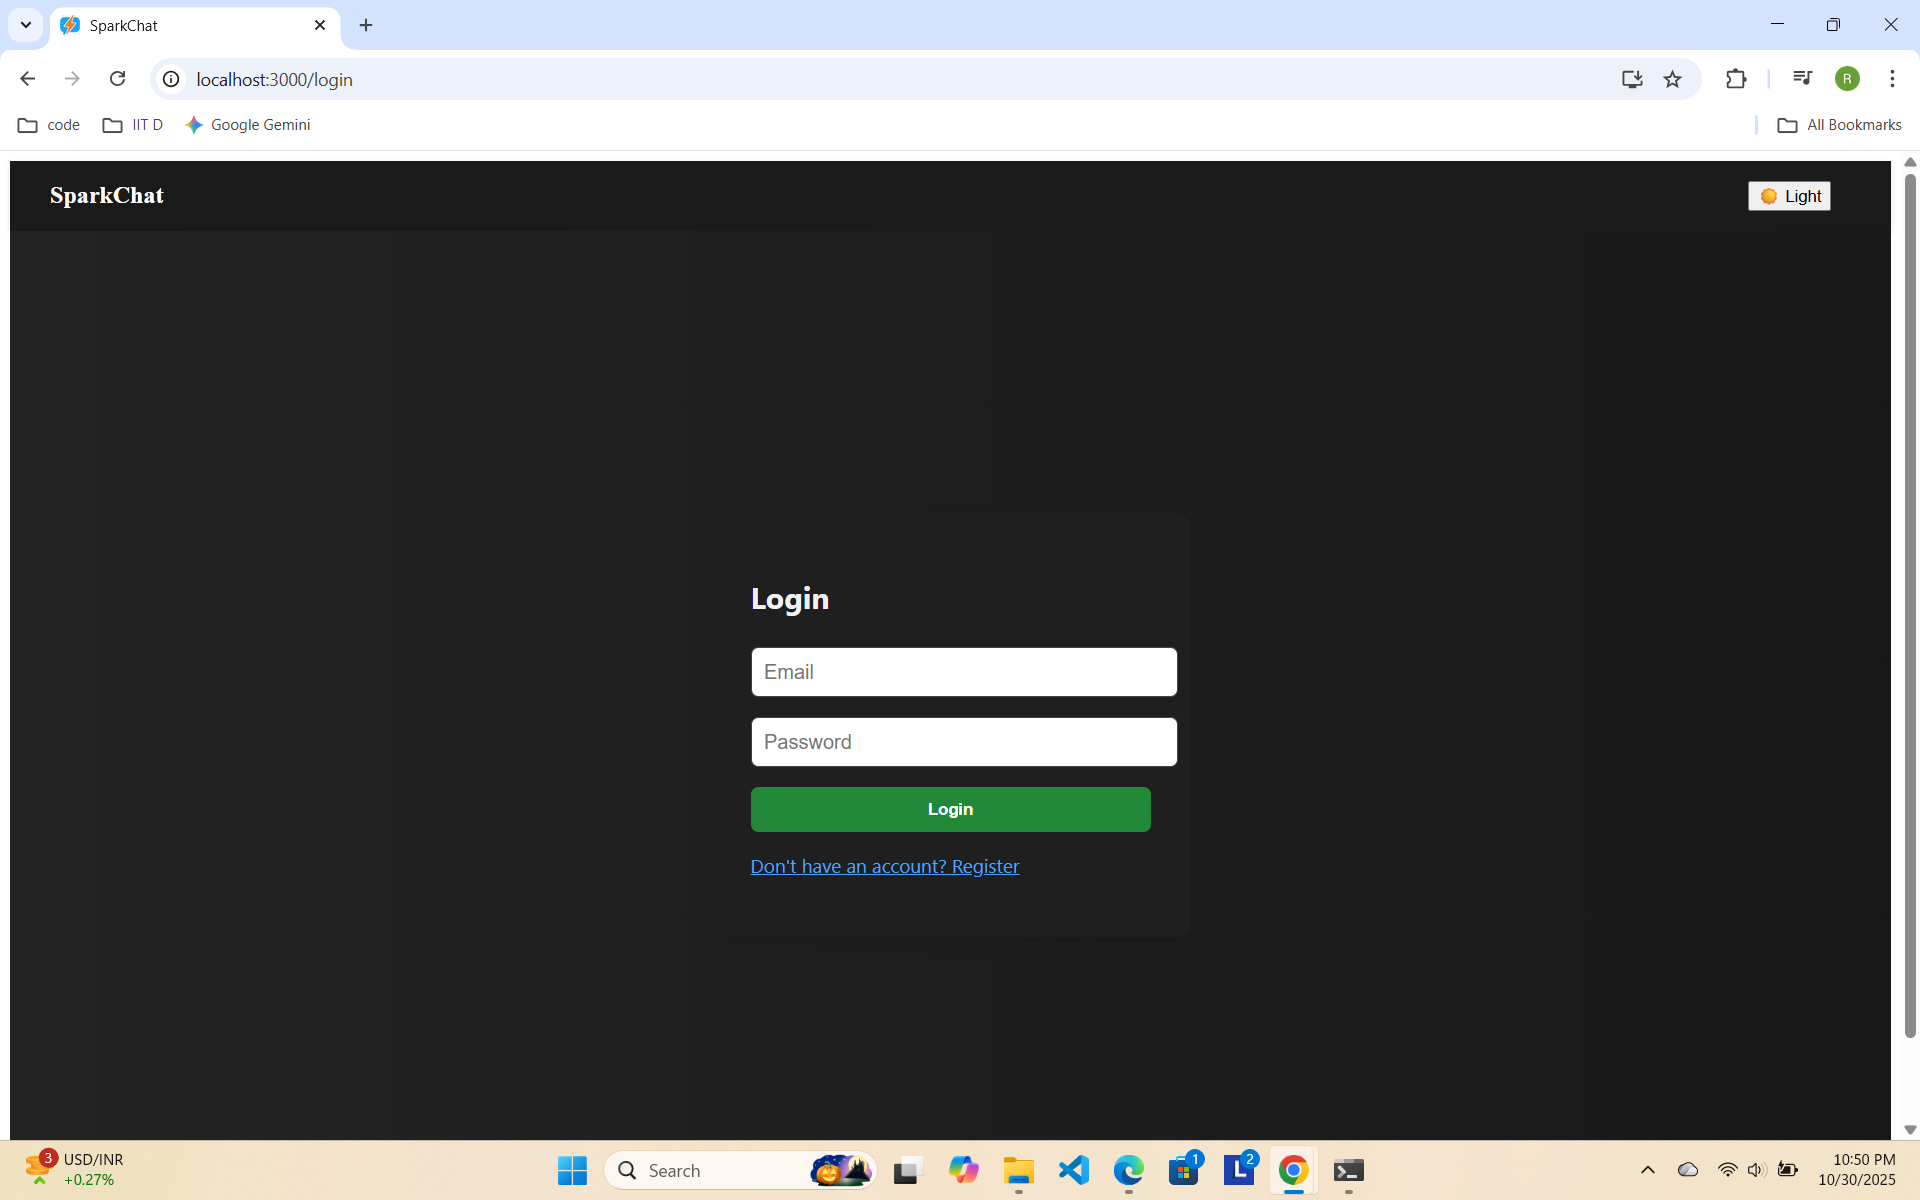 SparkChat
localhost:3000/login
code IIT D Google Gemini All Bookmarks
SparkChat Light
Login
Email
Password
Login
Don't have an account? Register
3 USD/INR
+0.27%
Search
1
L 2
R
10:50 PM
10/30/2025